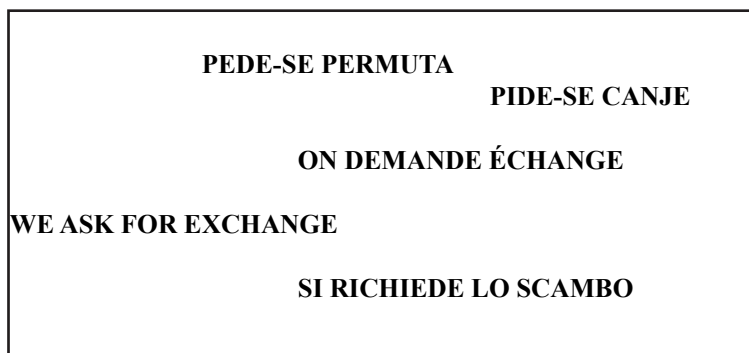 PEDE-SE PERMUTA
PIDE-SE CANJE
ON DEMANDE ÉCHANGE
WE ASK FOR EXCHANGE
SI RICHIEDE LO SCAMBO